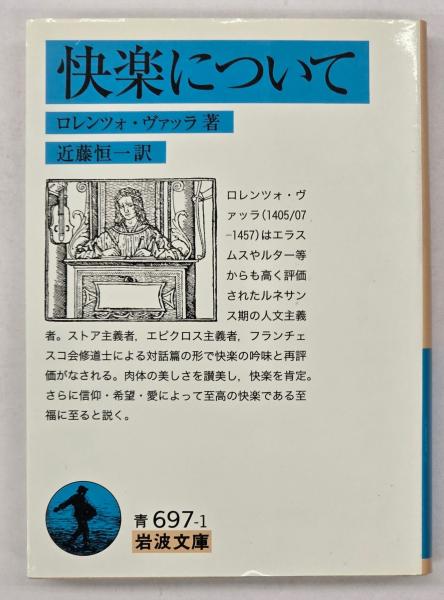 快楽について
ロレンツォ・ヴァッラ 著
近藤恒一訳
ロレンツォ・ヴ
ァッラ(1405/07
-1457)はエラス
ムスやルター等
からも高く評価
されたルネサン
ス期の人文主義
者。ストア主義者，エピクロス主義者，フランチェ
スコ会修道士による対話篇の形で快楽の吟味と再評
価がなされる。肉体の美しさを讃美し，快楽を肯定。
さらに信仰・希望・愛によって至高の快楽である至
福に至ると説く。
青 697-1
岩波文庫